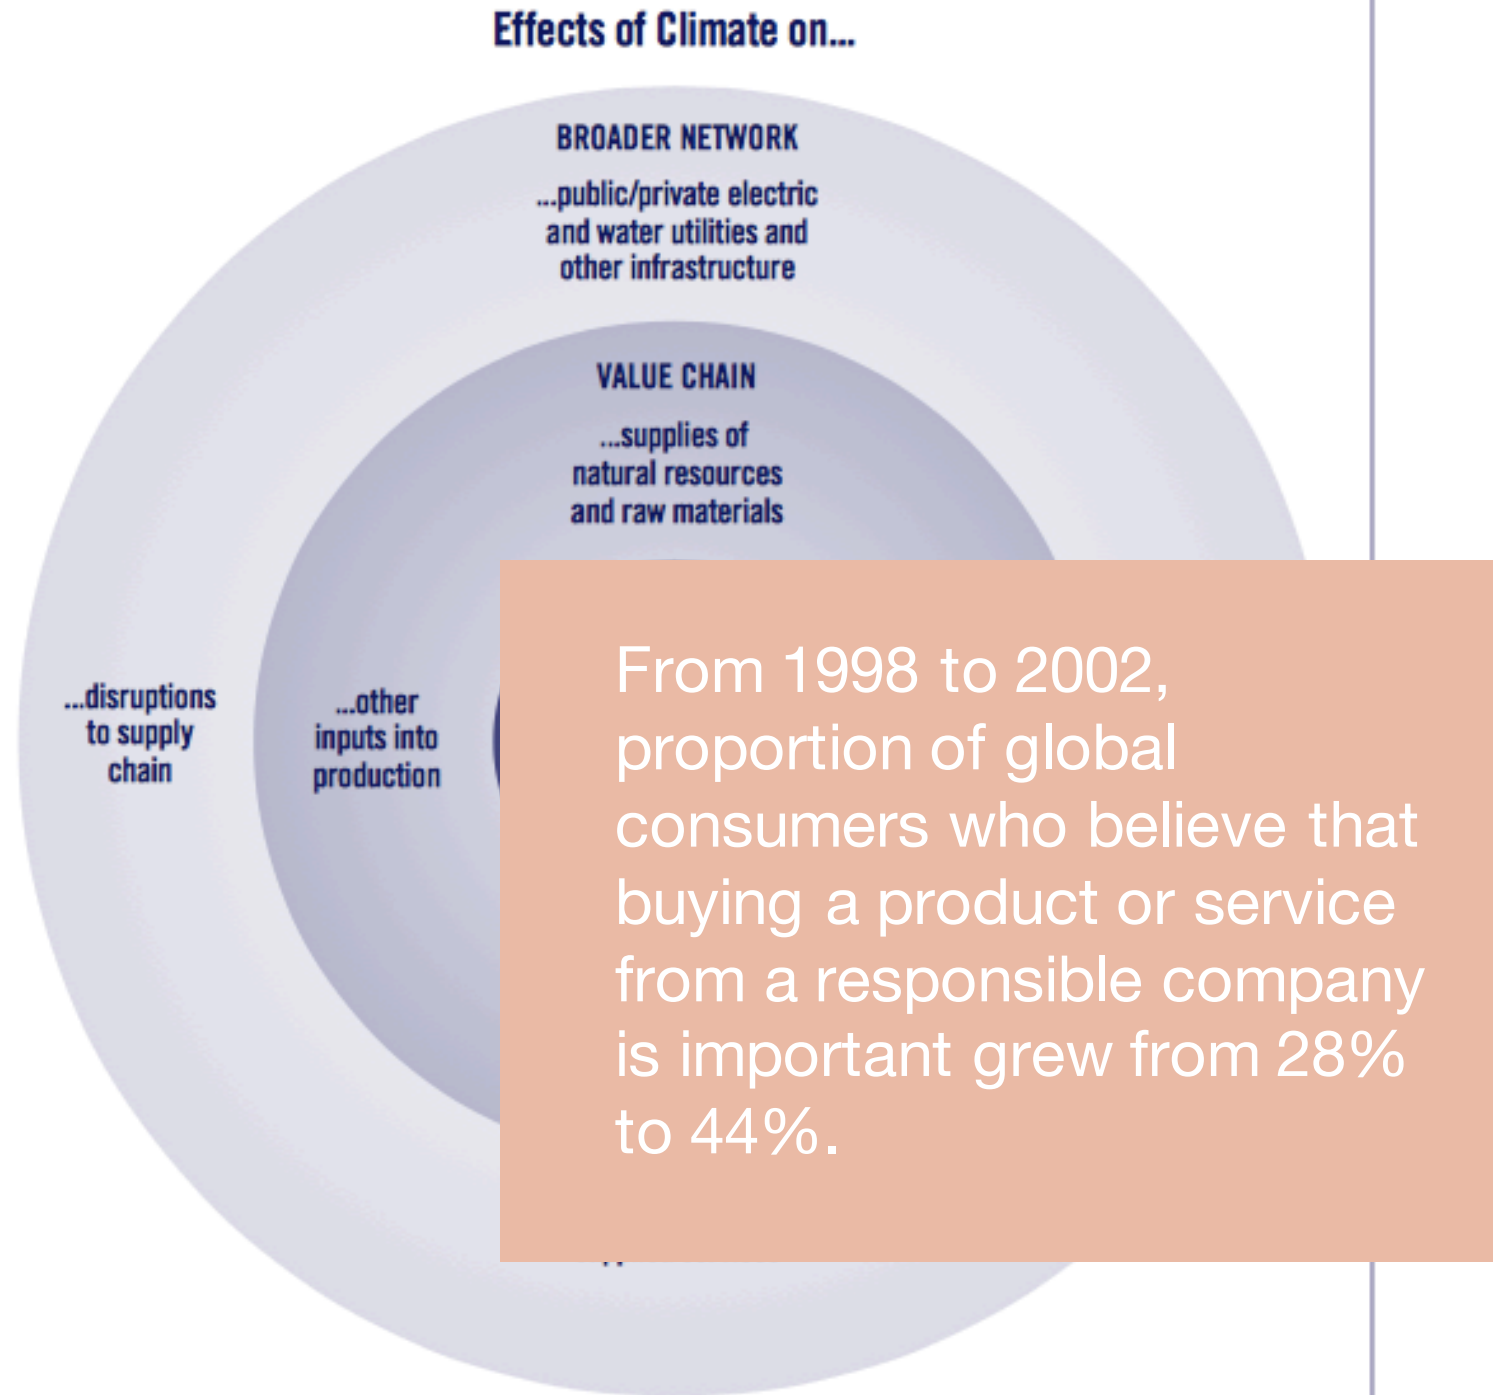 Effects of Climate on...
BROADER NETWORK
...public/private electric
and water utilities and
other infrastructure
VALUE CHAIN
...supplies of
natural resources
and raw materials
...disruptions
to supply
chain
...other
inputs into
production
From 1998 to 2002,
proportion of global
consumers who believe that
buying a product or service
from a responsible company
is important grew from 28%
to 44%.